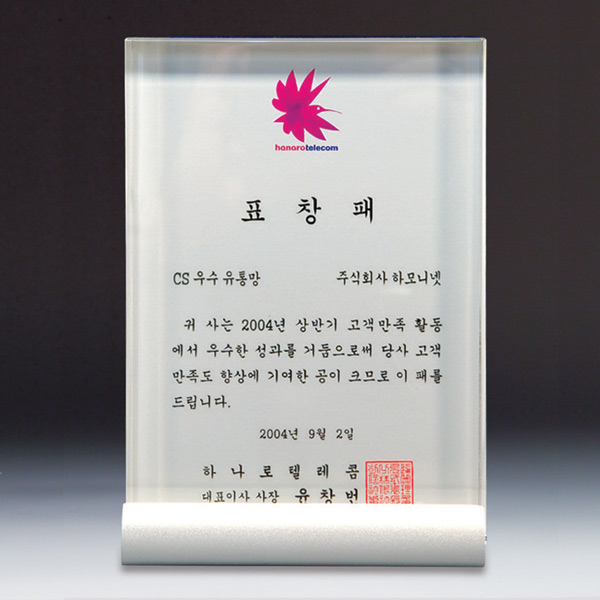 hanarotelecom
표 창 패
CS 우수 유통망 주식회사 하모니넷
귀 사는 2004년 상반기 고객만족 활동
에서 우수한 성과를 거둠으로써 당사 고객
만족도 향상에 기여한 공이 크므로 이 패를
드립니다.
2004년 9월 2일
하 나 로 텔 레 콤
대표이사 사장 윤 창 번